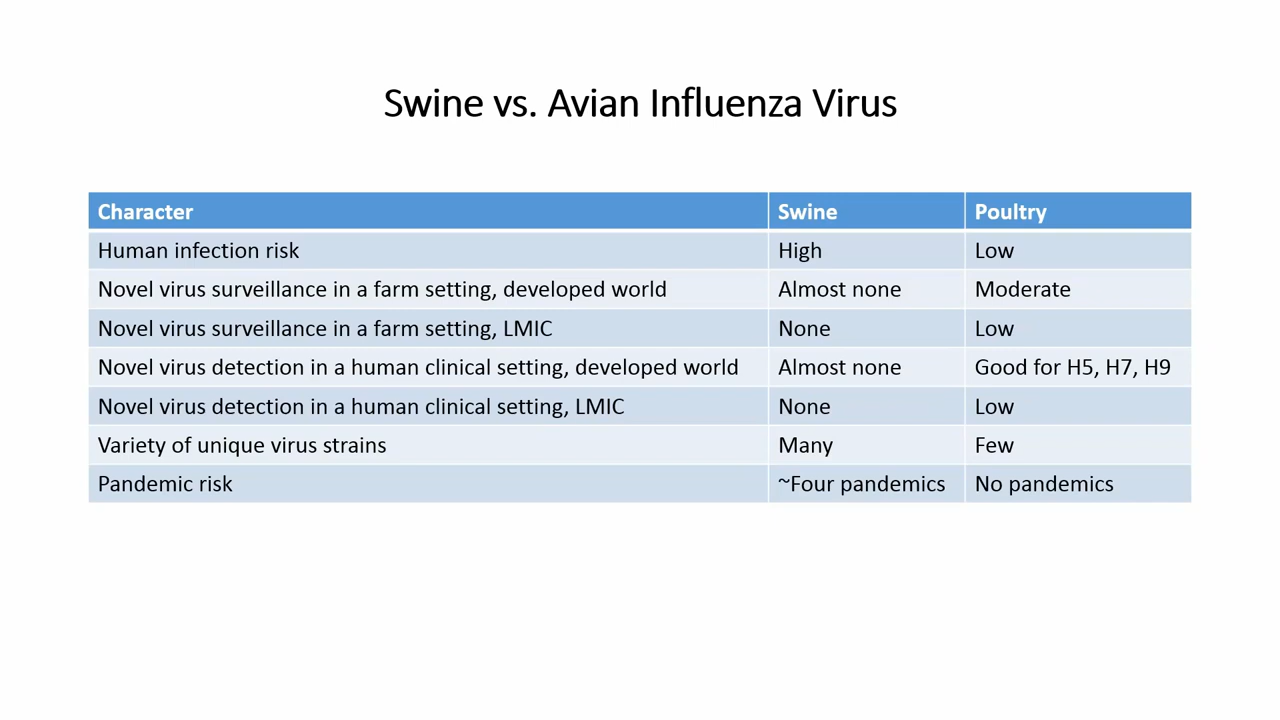 Swine vs. Avian Influenza Virus
Character Swine Poultry
Human infection risk High Low
Novel virus surveillance in a farm setting, developed world Almost none Moderate
Novel virus surveillance in a farm setting, LMIC None Low
Novel virus detection in a human clinical setting, developed world Almost none Good for H5, H7, H9
Novel virus detection in a human clinical setting, LMIC None Low
Variety of unique virus strains Many Few
Pandemic risk ~Four pandemics No pandemics